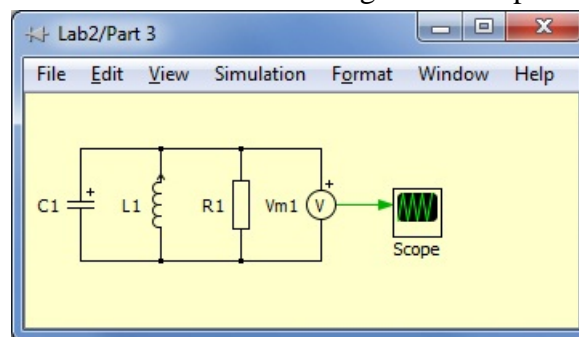 Lab2/Part 3
File Edit View Simulation Format Window Help
C1 + L1 R1 Vm1 V +
Scope